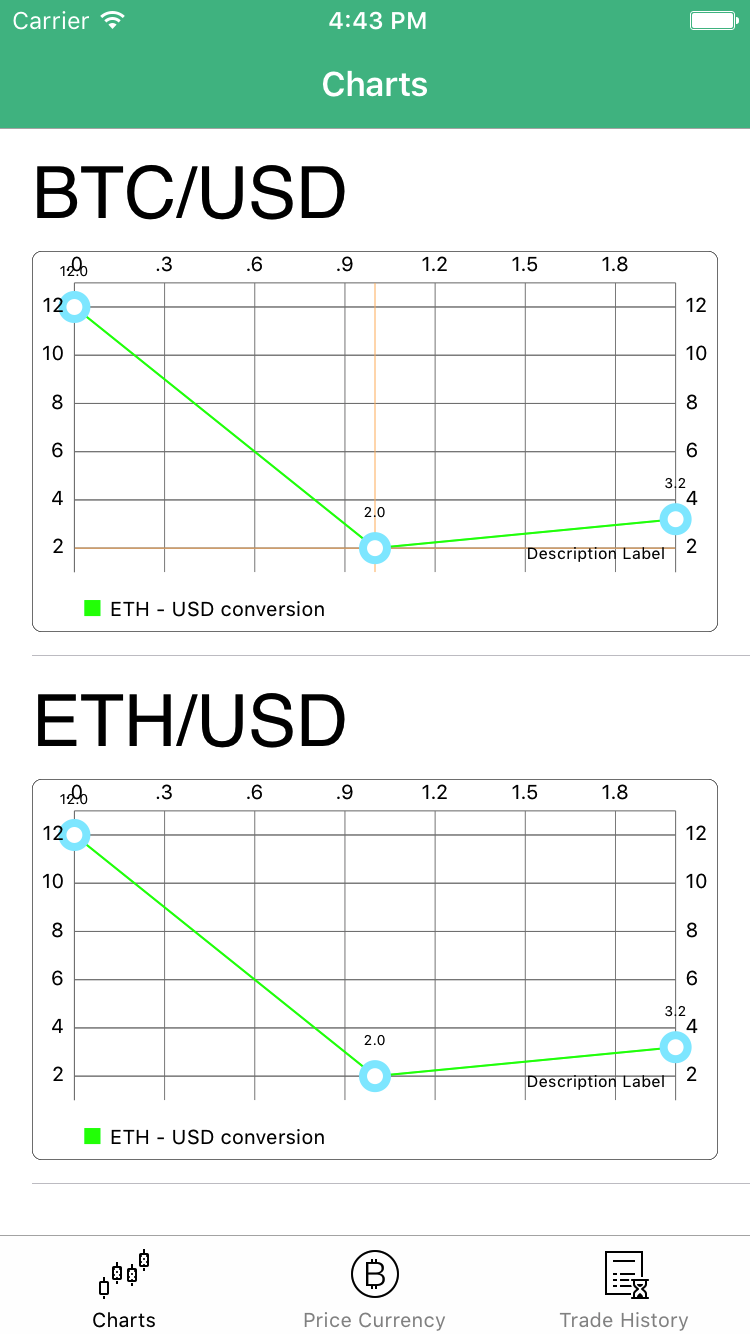 Carrier 4:43 PM
Charts
BTC/USD
.0 .3 .6 .9 1.2 1.5 1.8
12.0
12 12
10 10
8 8
6 6
3.2
4 4
2.0
2 2
Description Label
ETH - USD conversion
ETH/USD
.0 .3 .6 .9 1.2 1.5 1.8
12.0
12 12
10 10
8 8
6 6
3.2
4 4
2.0
2 2
Description Label
ETH - USD conversion
Charts Price Currency Trade History